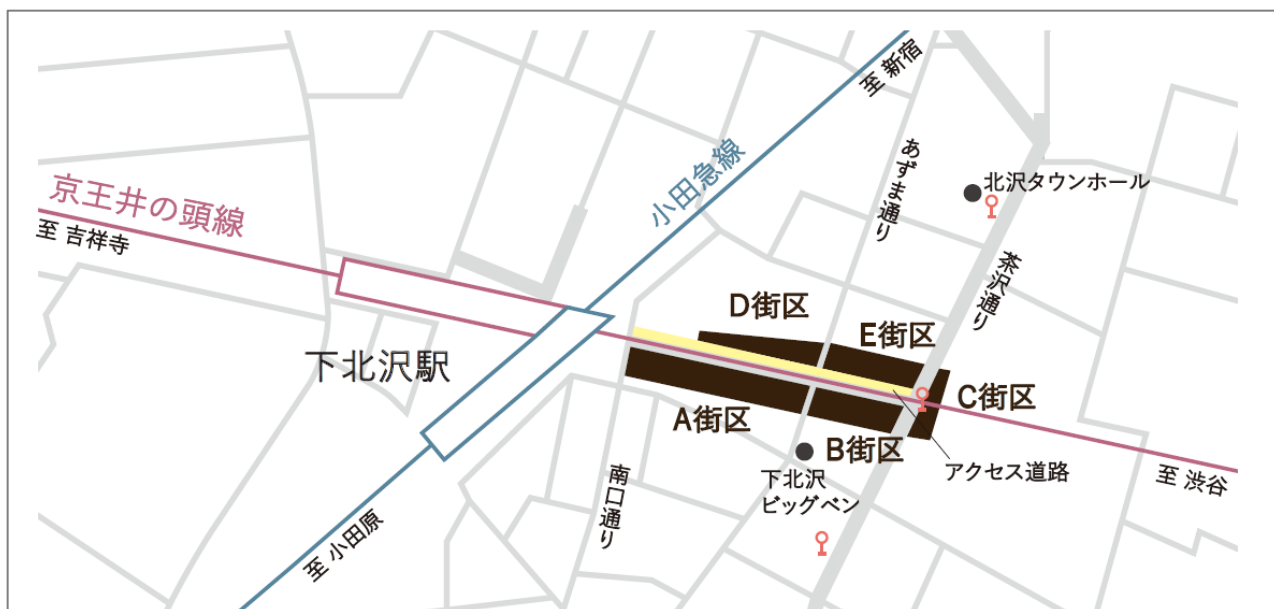 至 新宿
小田急線
あずま通り
北沢タウンホール
京王井の頭線
至 吉祥寺
茶沢通り
D街区
E街区
下北沢駅
C街区
A街区
B街区
アクセス道路
下北沢
ビッグベン
至 渋谷
南口通り
至 小田原